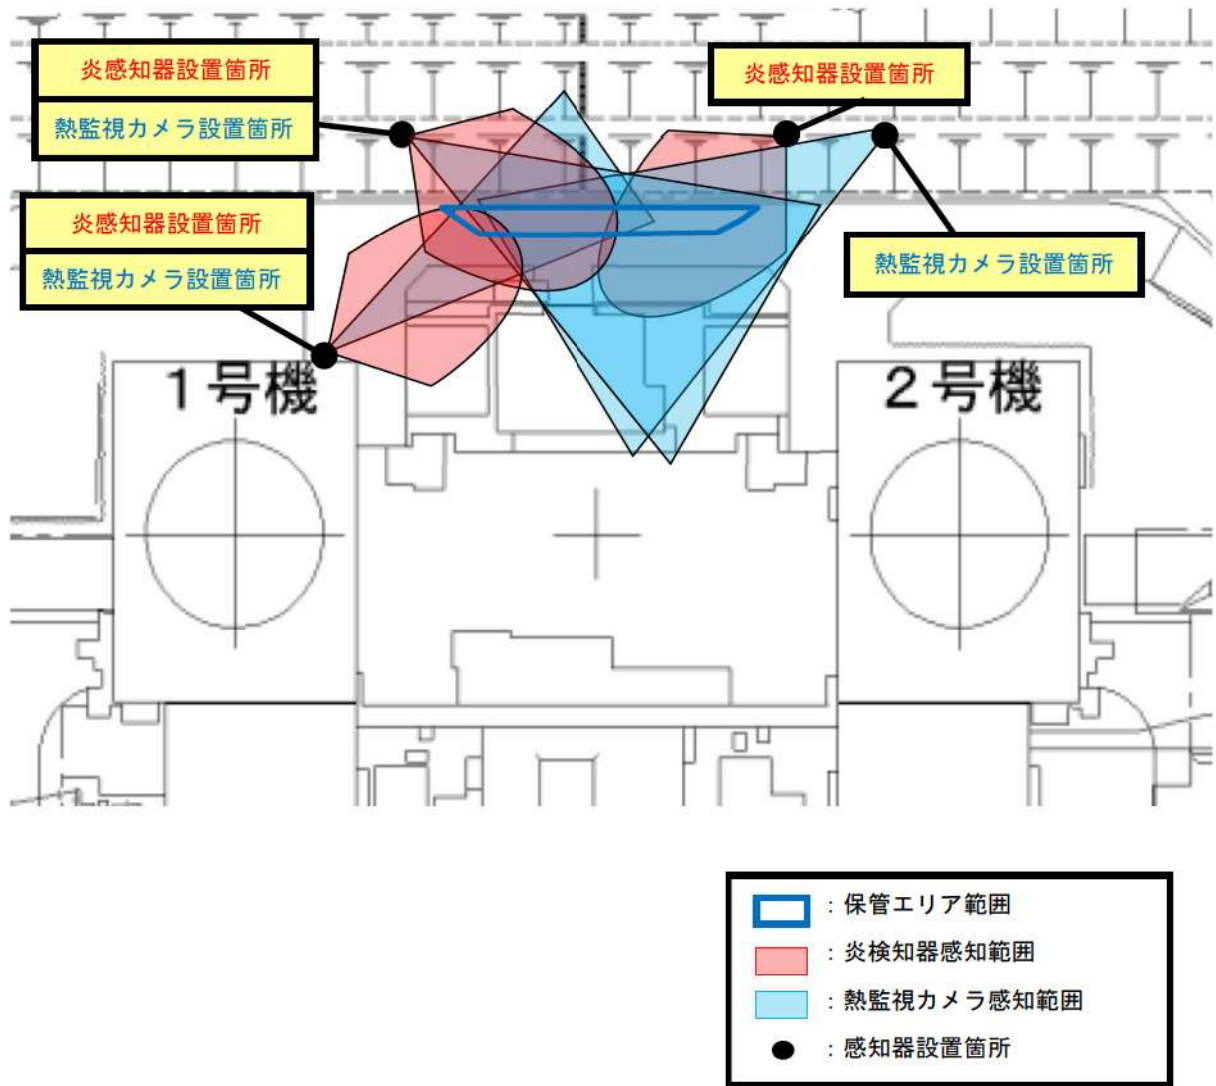 炎感知器設置箇所
熱監視カメラ設置箇所
炎感知器設置箇所
炎感知器設置箇所
熱監視カメラ設置箇所
熱監視カメラ設置箇所
1号機
2号機
：保管エリア範囲
：炎検知器感知範囲
：熱監視カメラ感知範囲
：感知器設置箇所